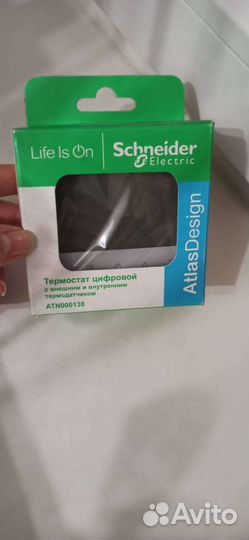 Life Is On
Schneider
Electric
AtlasDesign
Термостат цифровой
с внешним и внутренним
термодатчиком
ATN000138
Avito